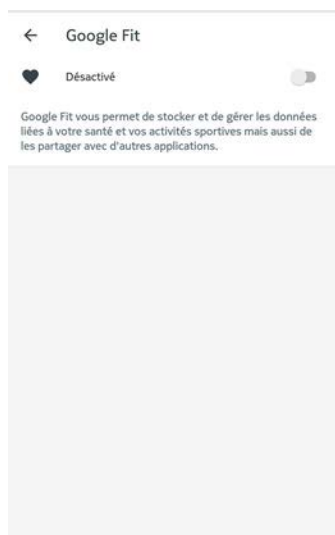 Google Fit
Désactivé
Google Fit vous permet de stocker et de gérer les données
liées à votre santé et vos activités sportives mais aussi de
les partager avec d'autres applications.